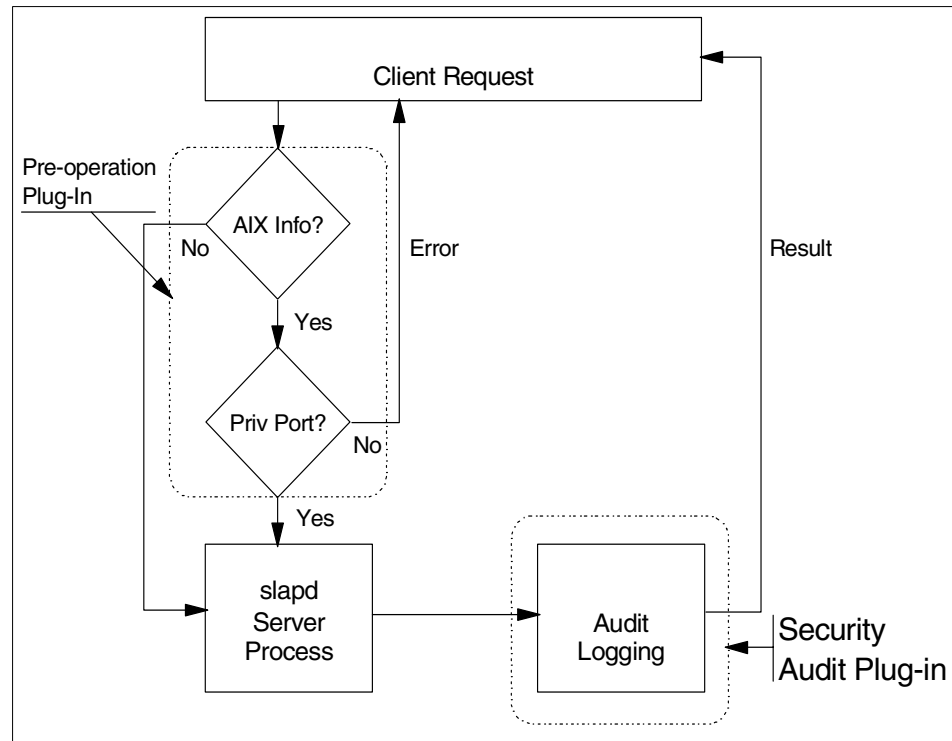 Client Request
Pre-operation
Plug-In
AIX Info?
No
Error
Result
Yes
Priv Port?
No
Yes
slapd
Server
Process
Audit
Logging
Security
Audit Plug-in